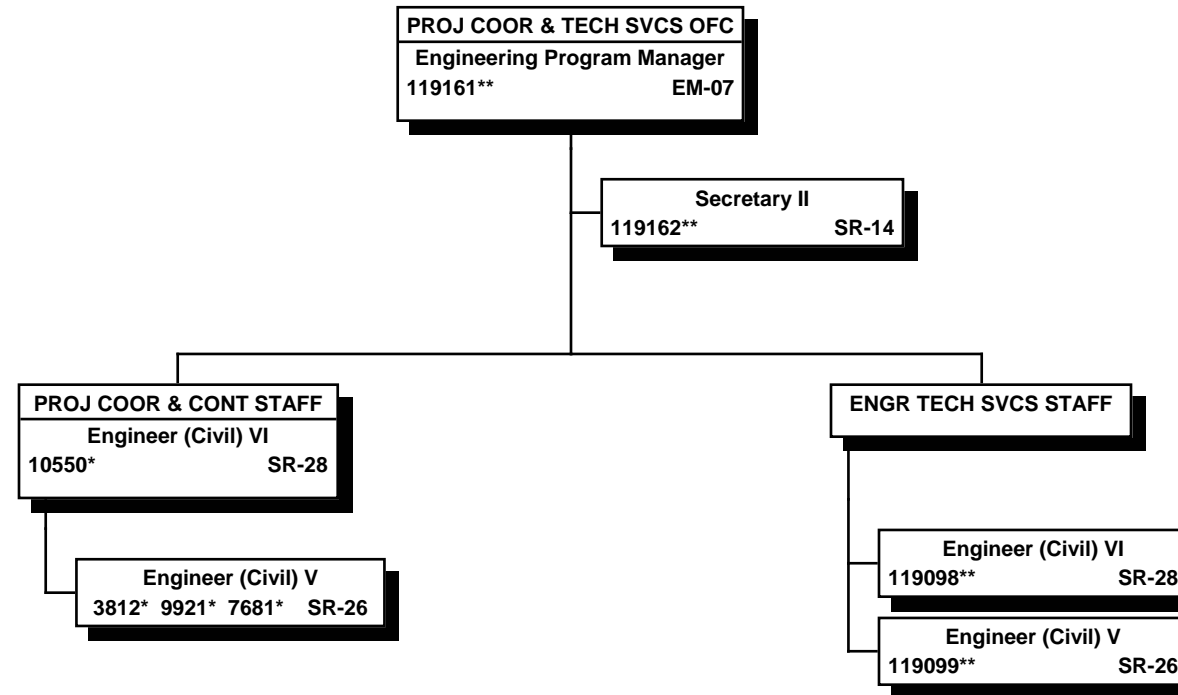 PROJ COOR & TECH SVCS OFC
Engineering Program Manager
119161** EM-07
Secretary II
119162** SR-14
PROJ COOR & CONT STAFF
Engineer (Civil) VI
10550* SR-28
Engineer (Civil) V
3812* 9921* 7681* SR-26
ENGR TECH SVCS STAFF
Engineer (Civil) VI
119098** SR-28
Engineer (Civil) V
119099** SR-26